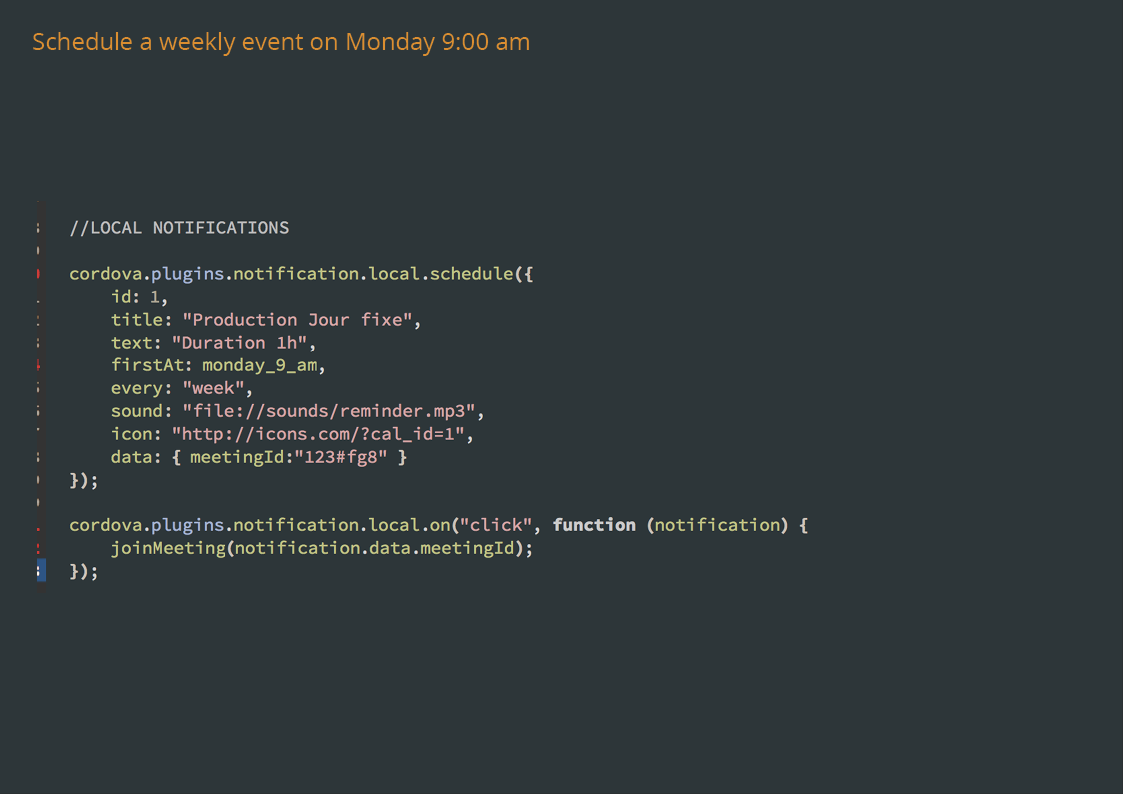 Schedule a weekly event on Monday 9:00 am
//LOCAL NOTIFICATIONS
cordova.plugins.notification.local.schedule({
    id: 1,
    title: "Production Jour fixe",
    text: "Duration 1h",
    firstAt: monday_9_am,
    every: "week",
    sound: "file://sounds/reminder.mp3",
    icon: "http://icons.com/?cal_id=1",
    data: { meetingId:"123#fg8" }
});
cordova.plugins.notification.local.on("click", function (notification) {
    joinMeeting(notification.data.meetingId);
});